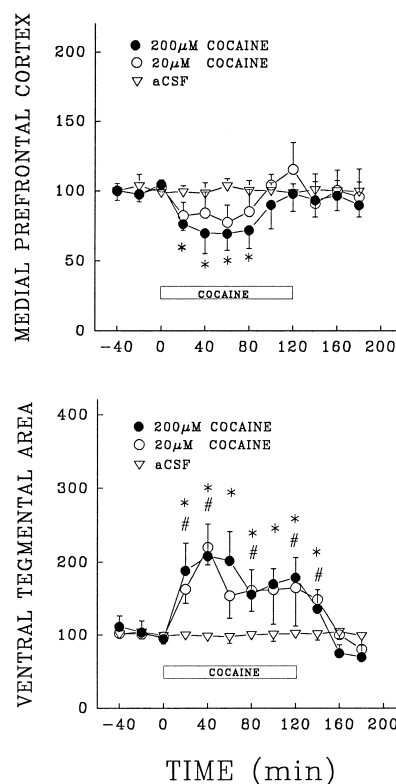 MEDIAL PREFRONTAL CORTEX
200
150
100
50
0
200µM COCAINE
20µM COCAINE
aCSF
* * * *
COCAINE
-40 0 40 80 120 160 200
VENTRAL TEGMENTAL AREA
400
300
200
100
0
200µM COCAINE
20µM COCAINE
aCSF
* * * * * * *
# # # # #
COCAINE
-40 0 40 80 120 160 200
TIME (min)